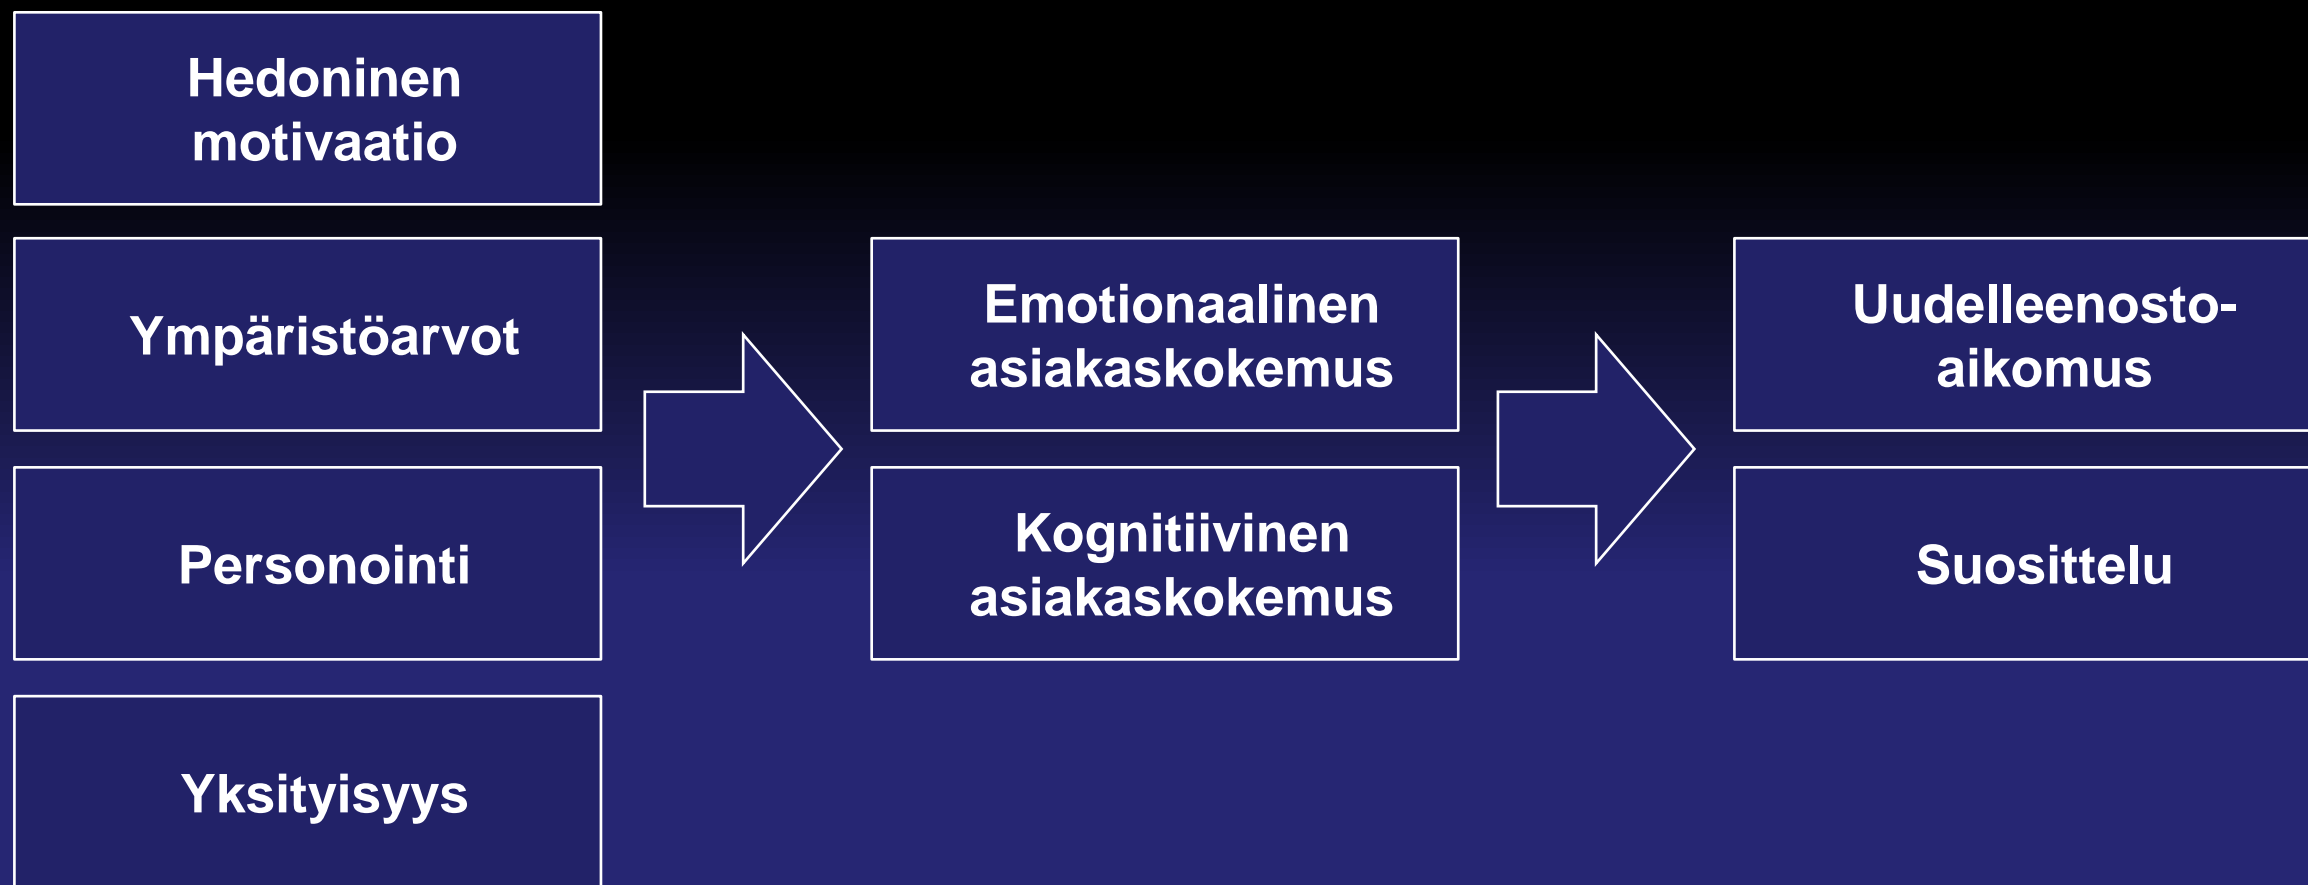 Hedoninen
motivaatio
Ympäristöarvot
Personointi
Yksityisyys
Emotionaalinen
asiakaskokemus
Kognitiivinen
asiakaskokemus
Uudelleenosto-
aikomus
Suosittelu